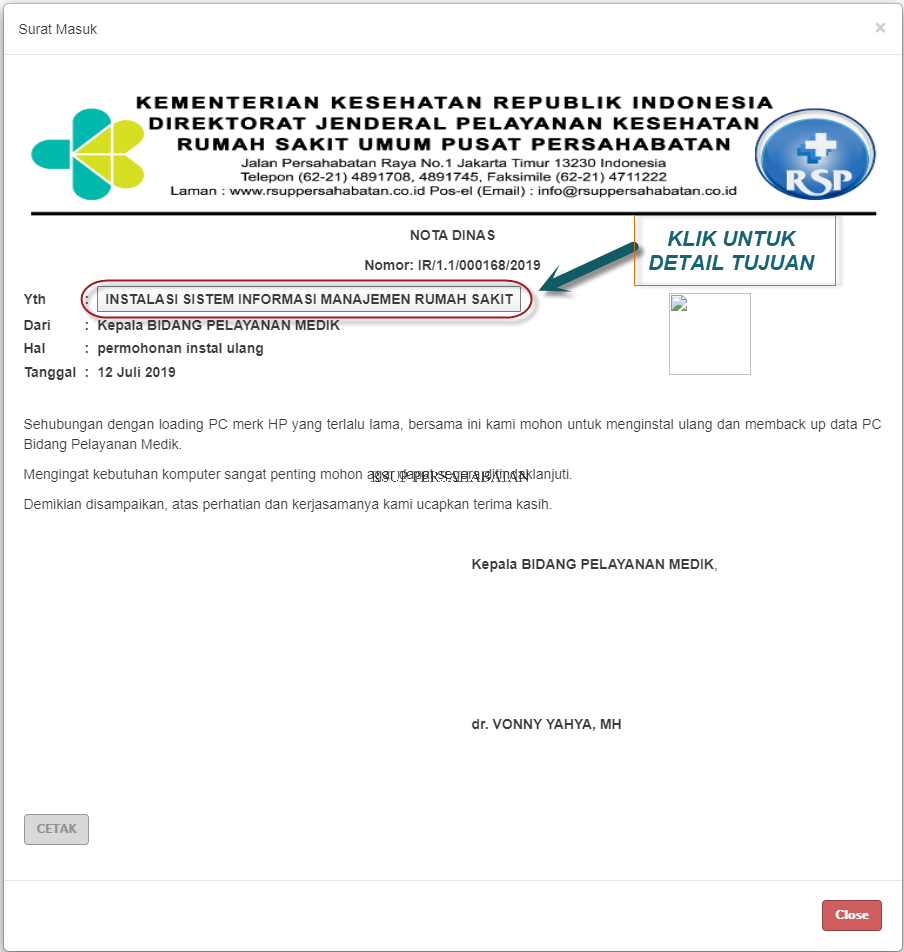 Surat Masuk
×
KEMENTERIAN KESEHATAN REPUBLIK INDONESIA
DIREKTORAT JENDERAL PELAYANAN KESEHATAN
RUMAH SAKIT UMUM PUSAT PERSAHABATAN
Jalan Persahabatan Raya No.1 Jakarta Timur 13230 Indonesia
Telepon (62-21) 4891708, 4891745, Faksimile (62-21) 4711222
Laman : www.rsuppersahabatan.co.id Pos-el (Email) : info@rsuppersahabatan.co.id
RSP
NOTA DINAS
Nomor: IR/1.1/000168/2019
KLIK UNTUK
DETAIL TUJUAN
Yth : INSTALASI SISTEM INFORMASI MANAJEMEN RUMAH SAKIT
Dari : Kepala BIDANG PELAYANAN MEDIK
Hal : permohonan instal ulang
Tanggal : 12 Juli 2019
Sehubungan dengan loading PC merk HP yang terlalu lama, bersama ini kami mohon untuk menginstal ulang dan memback up data PC
Bidang Pelayanan Medik.
Mengingat kebutuhan komputer sangat penting mohon agar dapat segera ditindaklanjuti.
RSUP PERSAHABATAN
Demikian disampaikan, atas perhatian dan kerjasamanya kami ucapkan terima kasih.
Kepala BIDANG PELAYANAN MEDIK,
dr. VONNY YAHYA, MH
CETAK
Close